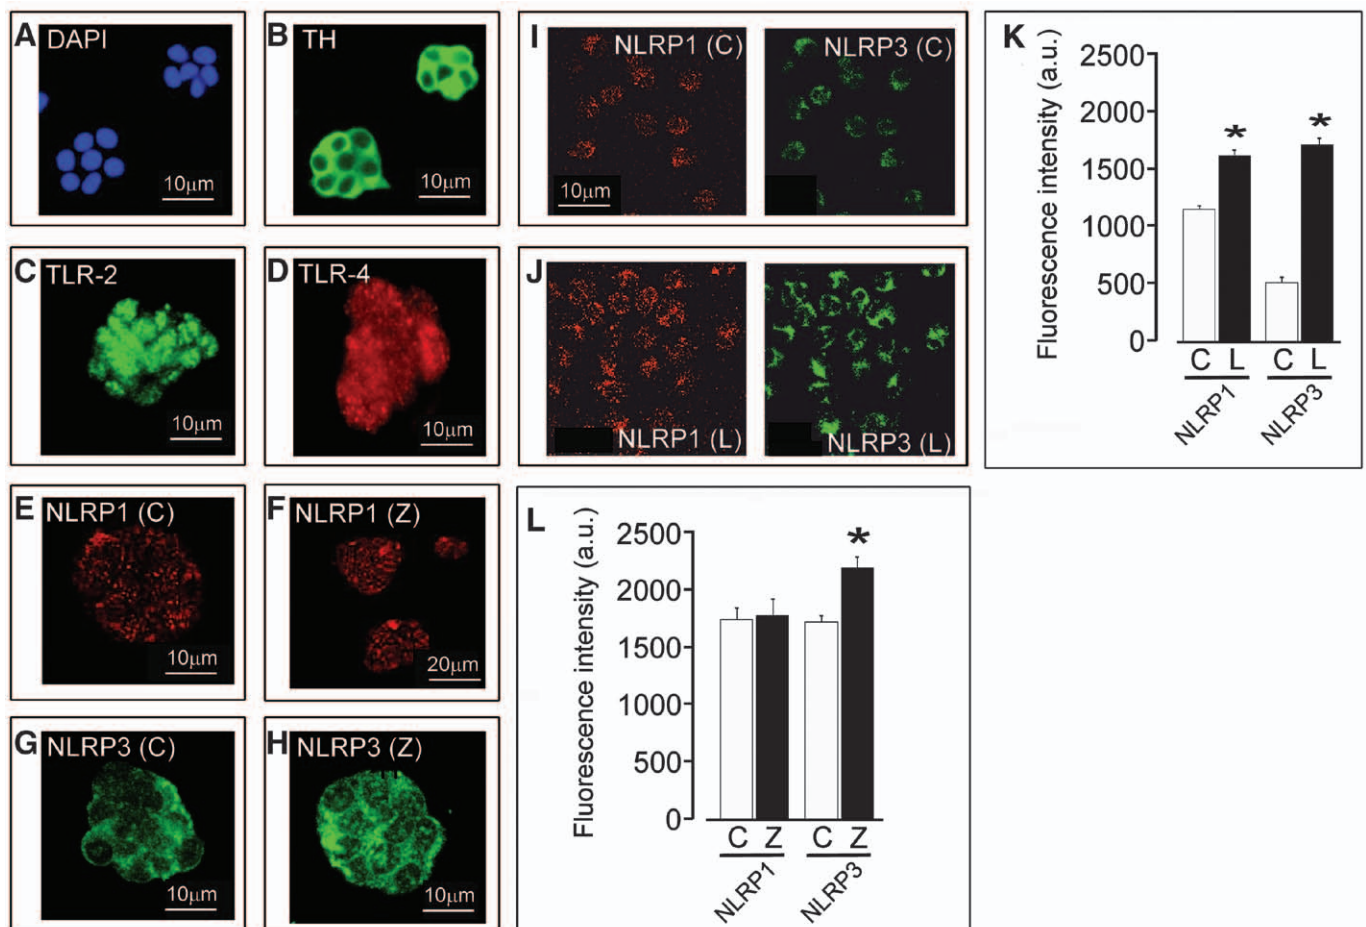 A DAPI
10μm
B TH
10μm
C TLR-2
10μm
D TLR-4
10μm
E NLRP1 (C)
10μm
F NLRP1 (Z)
20μm
G NLRP3 (C)
10μm
H NLRP3 (Z)
10μm
I NLRP1 (C)
10μm
NLRP3 (C)
J
NLRP1 (L)
NLRP3 (L)
K
Fluorescence intensity (a.u.)
2500
2000
1500
1000
500
0
* *
C L C L
NLRP1 NLRP3
L
Fluorescence intensity (a.u.)
2500
2000
1500
1000
500
0
*
C Z C Z
NLRP1 NLRP3